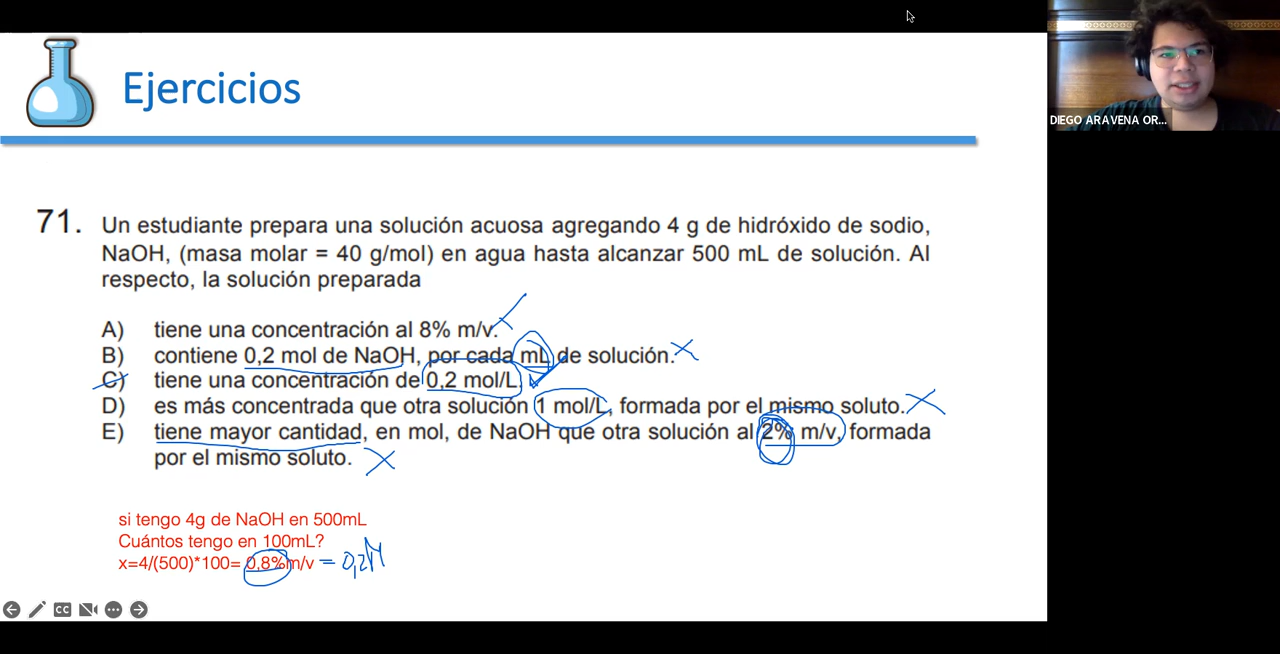 Ejercicios
DIEGO ARAVENA OR...
71. Un estudiante prepara una solución acuosa agregando 4 g de hidróxido de sodio,
NaOH, (masa molar = 40 g/mol) en agua hasta alcanzar 500 mL de solución. Al
respecto, la solución preparada
A) tiene una concentración al 8% m/v.
B) contiene 0,2 mol de NaOH, por cada mL de solución.
C) tiene una concentración de 0,2 mol/L.
D) es más concentrada que otra solución 1 mol/L, formada por el mismo soluto.
E) tiene mayor cantidad, en mol, de NaOH que otra solución al 2% m/v, formada
por el mismo soluto.
si tengo 4g de NaOH en 500mL
Cuántos tengo en 100mL?
x=4/(500)*100= 0,8%m/v = 0,2M
CC